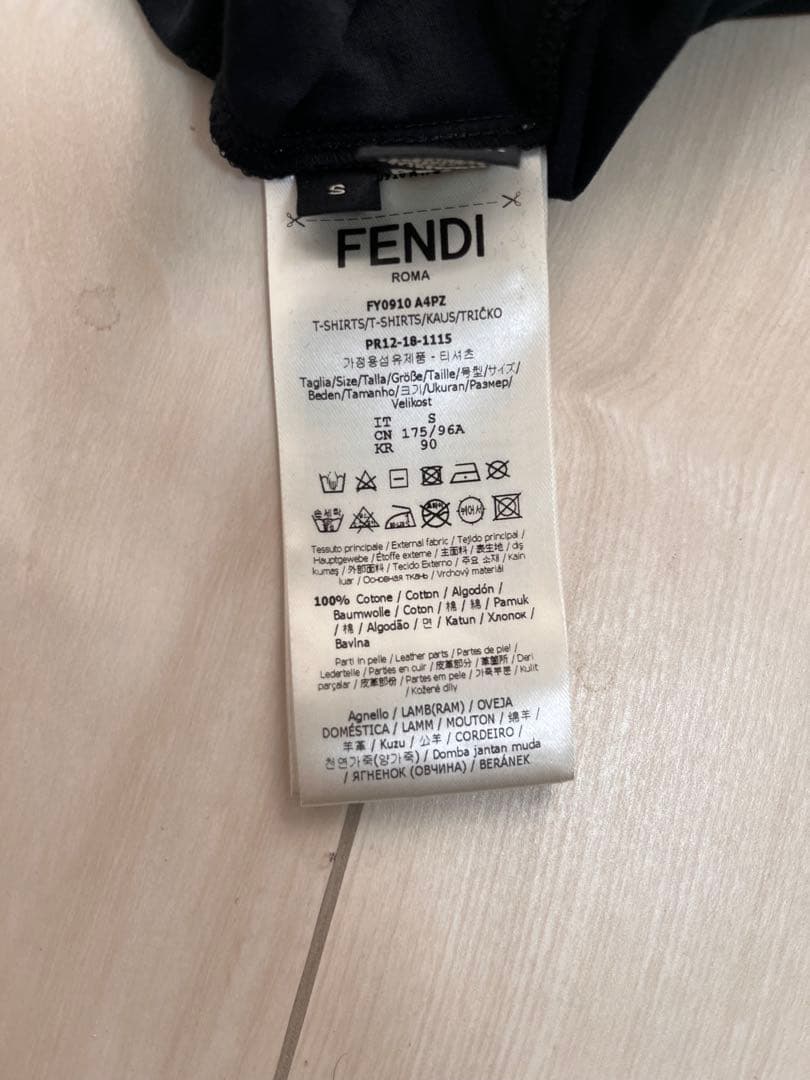 S
FENDI
ROMA
FY0910 A4PZ
T-SHIRTS/T-SHIRTS/KAUS/TRIČKO
PR12-18-1115
가정용섬유제품 - 티셔츠
Taglia/Size/Talla/Größe/Taille/号型/サイズ/
Beden/Tamanho/크기/Ukuran/Размер/
Velikost
IT S
CN 175/96A
KR 90
손세탁
뉘어서
Tessuto principale / External fabric / Tejido principal /
Hauptgewebe / Étoffe externe / 主面料 / 表生地 / dış
kumaş / 外部面料 / Tecido Externo / 주요 소재 / Kain
luar / Основная ткань / Vrchový materiál
100% Cotone / Cotton / Algodón /
Baumwolle / Coton / 棉 / 綿 / Pamuk
/ 棉 / Algodão / 면 / Katun / Хлопок /
Bavlna
Parti in pelle / Leather parts / Partes de piel /
Lederteile / Parties en cuir / 皮革部分 / 革箇所 / Deri
parçalar / 皮革部份 / Partes em pele / 가죽부분 / Kulit
/ Kožené díly
Agnello / LAMB(RAM) / OVEJA
DOMÉSTICA / LAMM / MOUTON / 绵羊 /
羊革 / Kuzu / 公羊 / CORDEIRO /
천연가죽(양가죽) / Domba jantan muda
/ ЯГНЕНОК (ОВЧИНА) / BERÁNEK